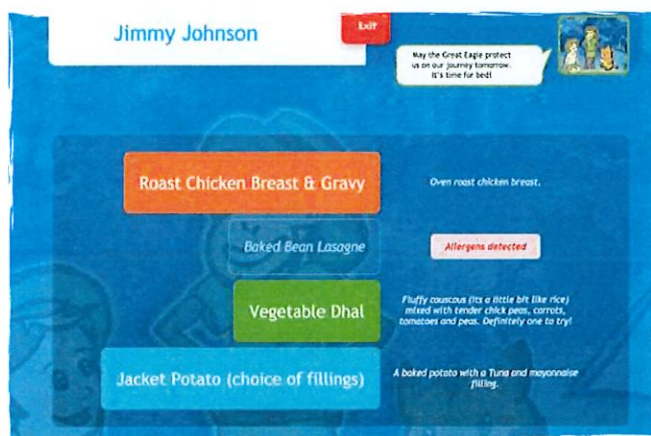 Jimmy Johnson
Exit
May the Great Eagle protect
us on our journey tomorrow.
It's time for bed!
Roast Chicken Breast & Gravy
Oven roast chicken breast.
Baked Bean Lasagne
Allergens detected
Vegetable Dhal
Fluffy couscous (its a little bit like rice)
mixed with tender chick peas, carrots,
tomatoes and peas. Definitely one to try!
Jacket Potato (choice of fillings)
A baked potato with a Tuna and mayonnaise
filling.